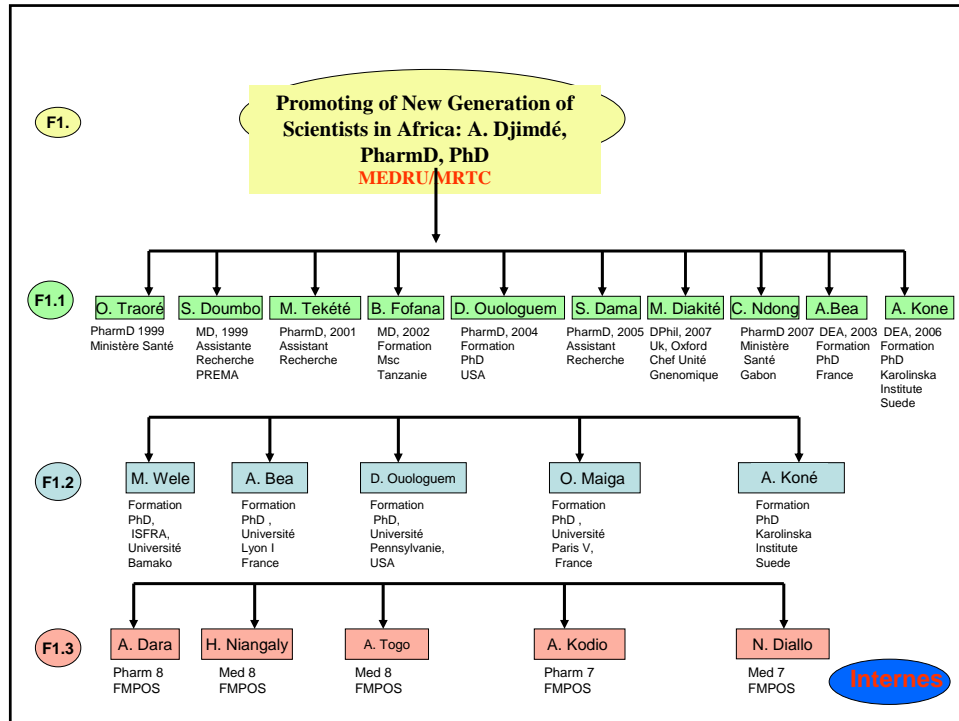 F1.
Promoting of New Generation of
Scientists in Africa: A. Djimdé,
PharmD, PhD
MEDRU/MRTC
F1.1
O. Traoré
PharmD 1999
Ministère Santé
S. Doumbo
MD, 1999
Assistante
Recherche
PREMA
M. Tekété
PharmD, 2001
Assistant
Recherche
B. Fofana
MD, 2002
Formation
Msc
Tanzanie
D. Ouologuem
PharmD, 2004
Formation
PhD
USA
S. Dama
PharmD, 2005
Assistant
Recherche
M. Diakité
DPhil, 2007
Uk, Oxford
Chef Unité
Gnenomique
C. Ndong
PharmD 2007
Ministère
Santé
Gabon
A.Bea
DEA, 2003
Formation
PhD
France
A. Kone
DEA, 2006
Formation
PhD
Karolinska
Institute
Suede
F1.2
M. Wele
Formation
PhD,
ISFRA,
Université
Bamako
A. Bea
Formation
PhD ,
Université
Lyon I
France
D. Ouologuem
Formation
PhD,
Université
Pennsylvanie,
USA
O. Maiga
Formation
PhD ,
Université
Paris V,
France
A. Koné
Formation
PhD
Karolinska
Institute
Suede
F1.3
A. Dara
Pharm 8
FMPOS
H. Niangaly
Med 8
FMPOS
A. Togo
Med 8
FMPOS
A. Kodio
Pharm 7
FMPOS
N. Diallo
Med 7
FMPOS
Internes